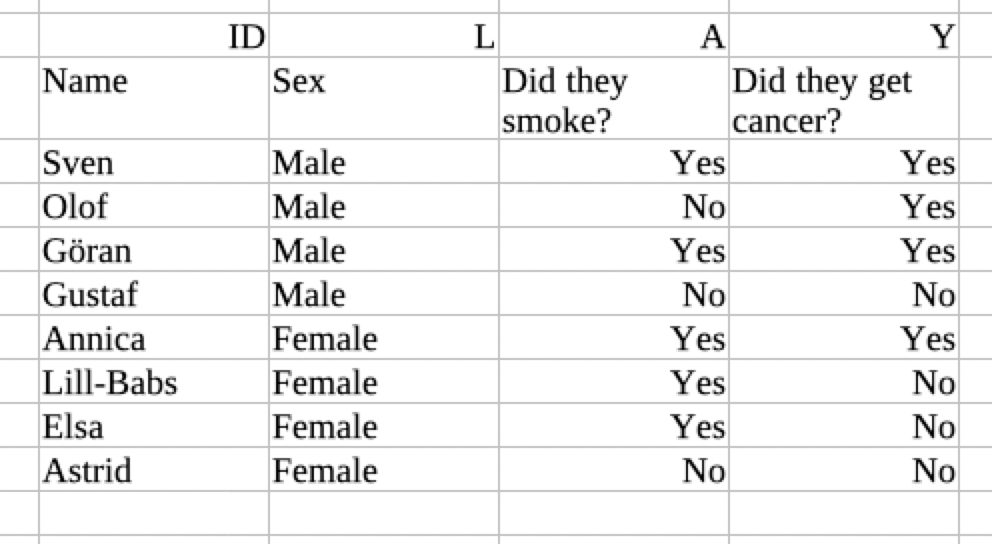 ID L A Y
Name Sex Did they smoke? Did they get cancer?
Sven Male Yes Yes
Olof Male No Yes
Göran Male Yes Yes
Gustaf Male No No
Annica Female Yes Yes
Lill-Babs Female Yes No
Elsa Female Yes No
Astrid Female No No